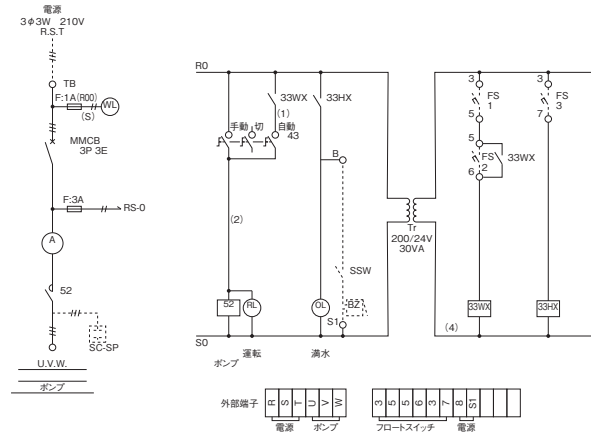 電源
3φ3W 210V
R.S.T
TB
F:1A(R00)
WL
(S)
MMCB
3P 3E
F:3A
RS-0
A
52
SC-SP
U.V.W.
ポンプ
R0
33WX
(1)
33HX
手動 切 自動
43
B
(2)
SSW
52
RL
OL
BZ
S1
S0
運転
満水
ポンプ
Tr
200/24V
30VA
3
FS
1
5
5
FS
2
33WX
6
33WX
(4)
3
FS
3
7
33HX
外部端子
R S T U V W
電源 ポンプ
3 5 5 6 3 7 8 S1
フロートスイッチ 電源